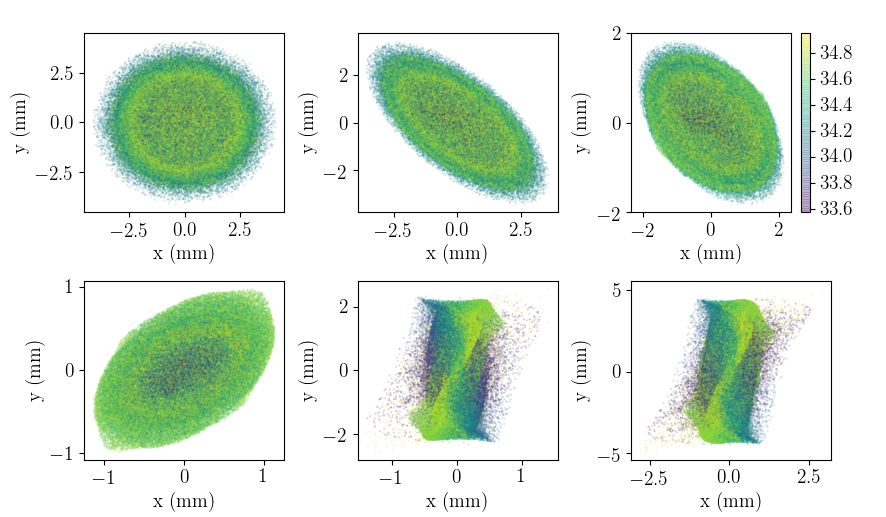 2.5
0.0
−2.5
y (mm)
−2.5 0.0 2.5
x (mm)
2
0
−2
y (mm)
−2.5 0.0 2.5
x (mm)
2
0
−2
y (mm)
−2 0 2
x (mm)
34.8
34.6
34.4
34.2
34.0
33.8
33.6
1
0
−1
y (mm)
−1 0 1
x (mm)
2
0
−2
y (mm)
−1 0 1
x (mm)
5
0
−5
y (mm)
−2.5 0.0 2.5
x (mm)